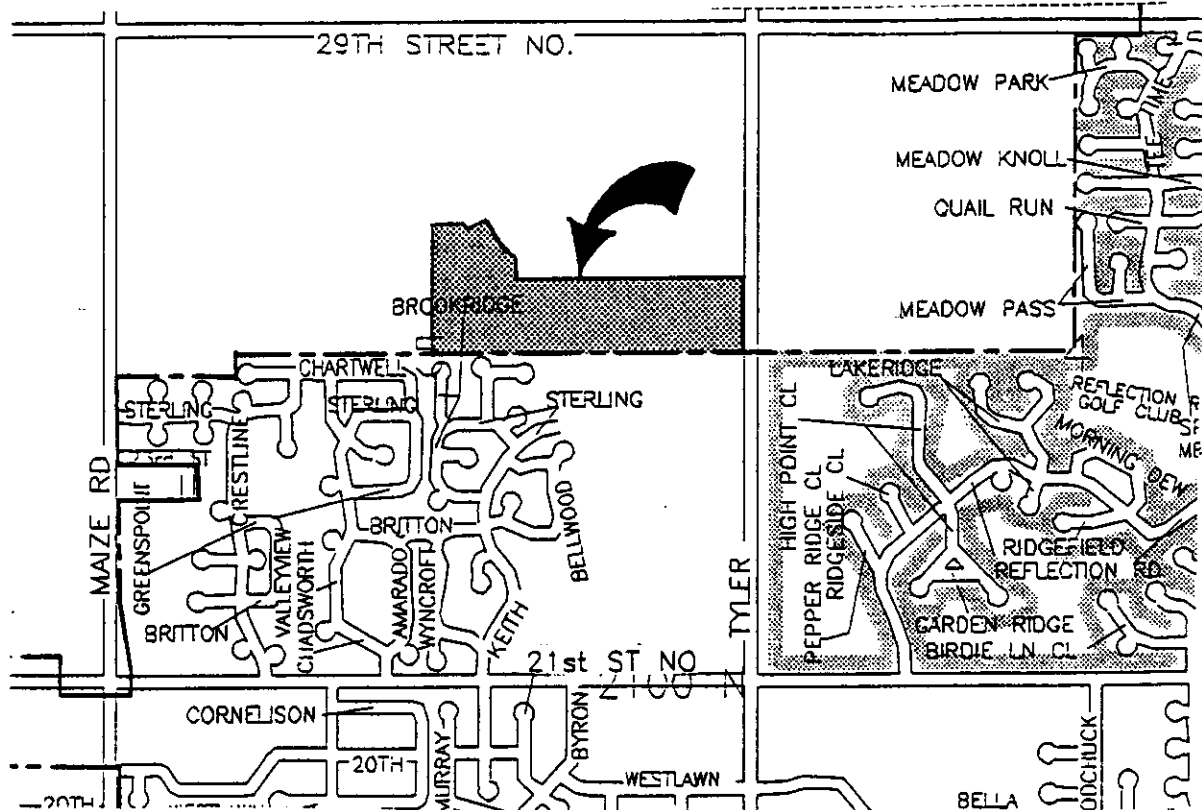 29TH STREET NO.
MEADOW PARK
TEE TIME
MEADOW KNOLL
QUAIL RUN
BROOKRIDGE
MEADOW PASS
CHARTWELL
LAKERIDGE
STERLING
STERLING
STERLING
REFLECTION
GOLF CLUB
MORNING DEW
HIGH POINT CL
MAIZE RD
CRESTLINE
GREENSPOINT
PEPPER RIDGE CL
RIDGESIDE CL
BRITTON
BELLWOOD
RIDGEFIELD
REFLECTION RD
VALLEYVIEW
CHADSWORTH
AMARADO
WYNCROFT
KEITH
TYLER
BRITTON
GARDEN RIDGE
BIRDIE LN CL
21st ST NO
2100 N
CORNELISON
MURRAY
BYRON
20TH
WESTLAWN
BELLA
20TH